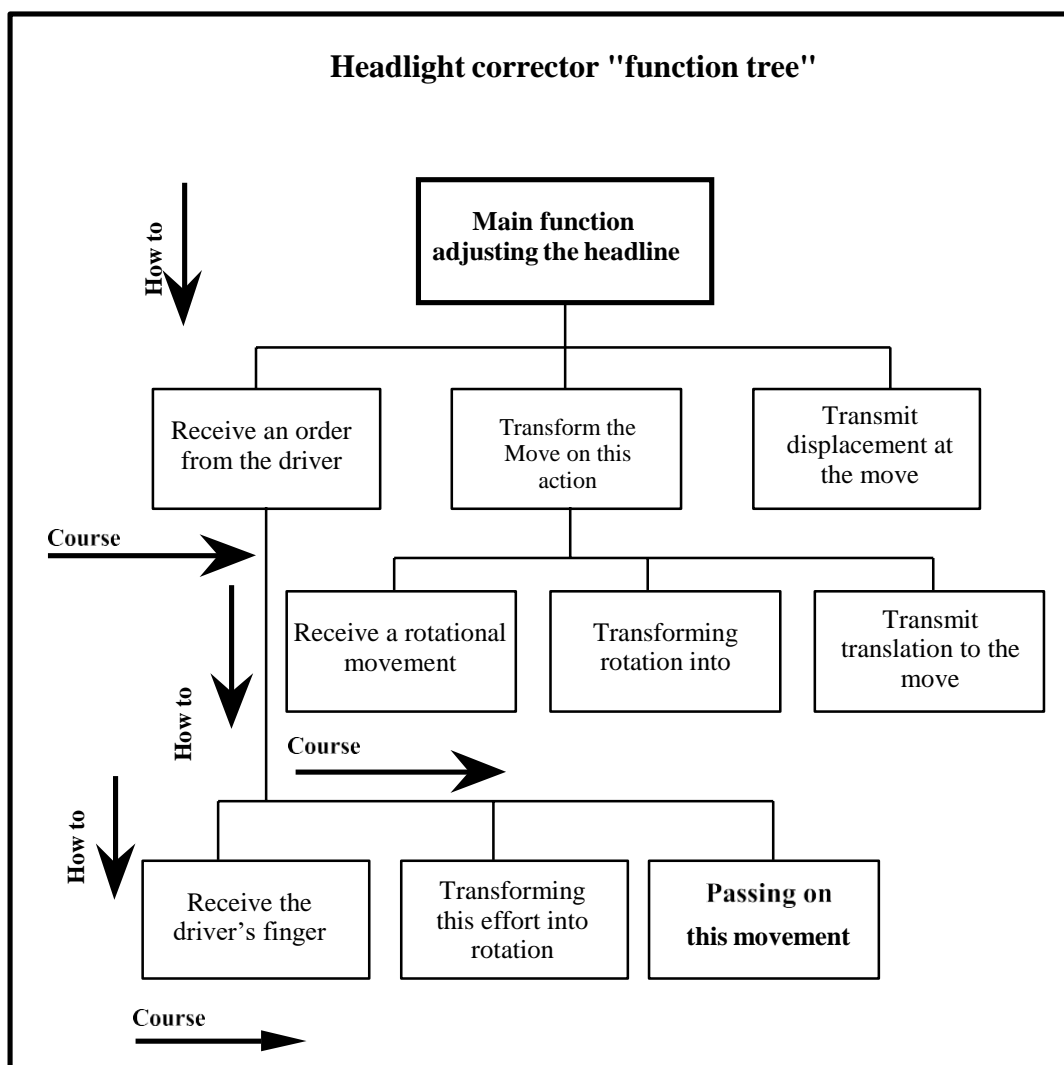 Headlight corrector "function tree"
How to
Main function
adjusting the headline
Receive an order
from the driver
Transform the
Move on this
action
Transmit
displacement at
the move
Course
How to
Receive a rotational
movement
Transforming
rotation into
Transmit
translation to the
move
Course
How to
Receive the
driver’s finger
Transforming
this effort into
rotation
Passing on
this movement
Course